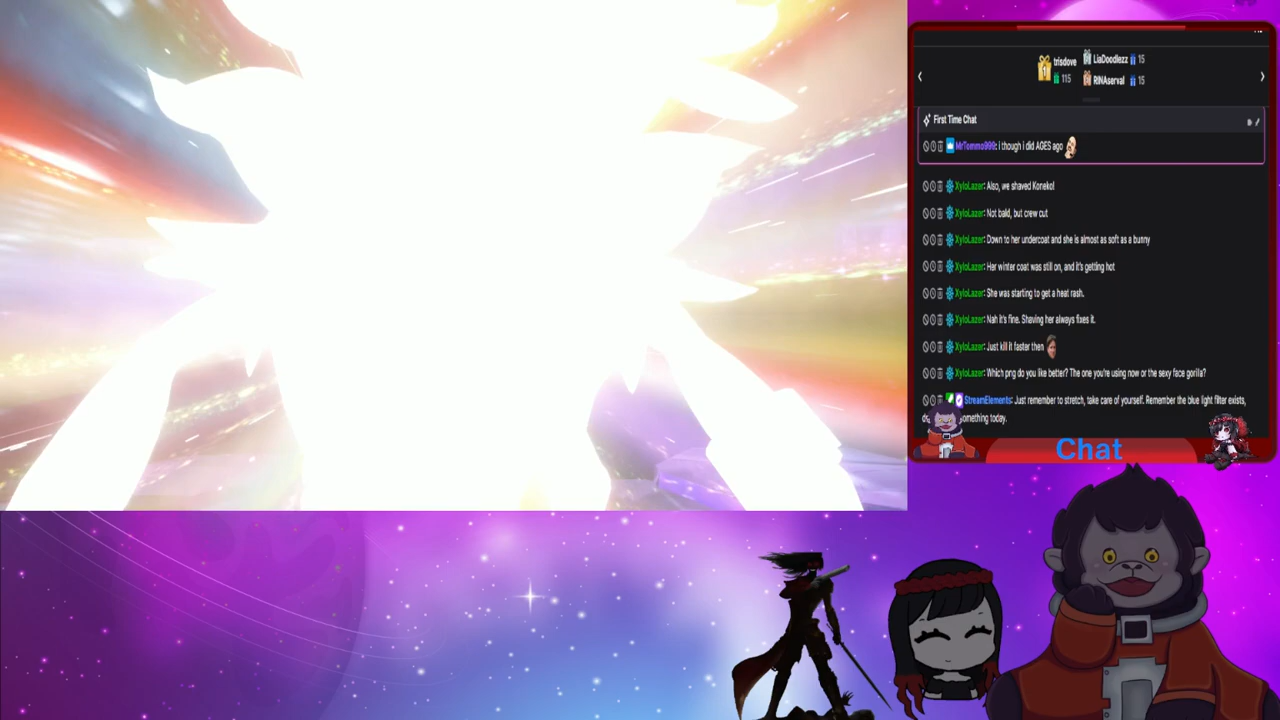 trisdove
115
LiaDoodlezz 15
RINAserval 15
First Time Chat
MrTommo999: i though i did AGES ago
XyloLazer: Also, we shaved Koneko!
XyloLazer: Not bald, but crew cut
XyloLazer: Down to her undercoat and she is almost as soft as a bunny
XyloLazer: Her winter coat was still on, and it's getting hot
XyloLazer: She was starting to get a heat rash.
XyloLazer: Nah it's fine. Shaving her always fixes it.
XyloLazer: Just kill it faster then
XyloLazer: Which png do you like better? The one you're using now or the sexy face gorilla?
StreamElements: Just remember to stretch, take care of yourself. Remember the blue light filter exists,
omething today.
Chat